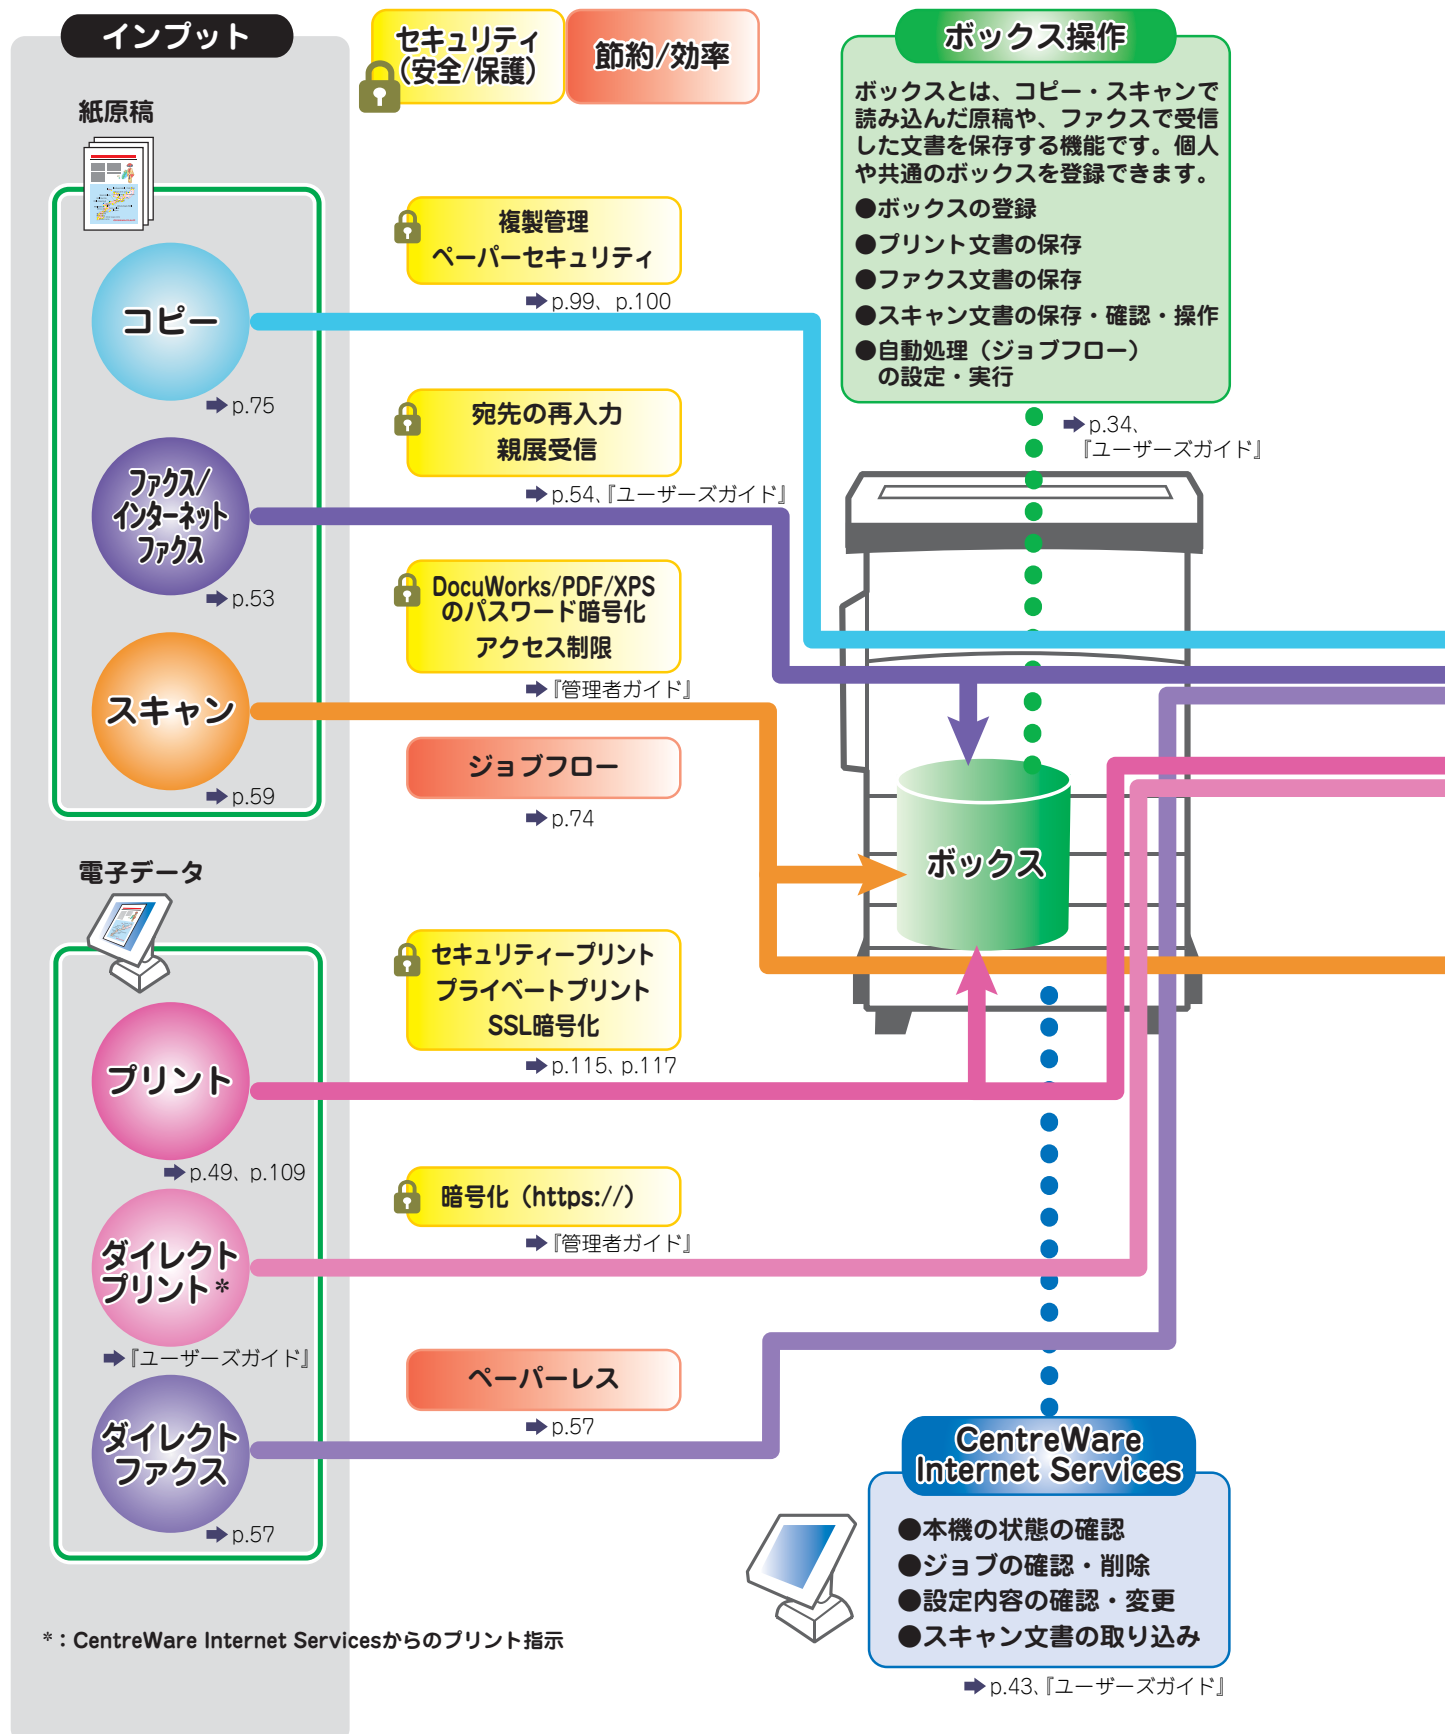 インプット
セキュリティ
（安全/保護）
節約/効率
ボックス操作
ボックスとは、コピー・スキャンで
読み込んだ原稿や、ファクスで受信
した文書を保存する機能です。個人
や共通のボックスを登録できます。
●ボックスの登録
●プリント文書の保存
●ファクス文書の保存
●スキャン文書の保存・確認・操作
●自動処理（ジョブフロー）
の設定・実行
➡p.34、
『ユーザーズガイド』
紙原稿
コピー
➡p.75
複製管理
ペーパーセキュリティ
➡p.99、p.100
ファクス/
インターネット
ファクス
➡p.53
宛先の再入力
親展受信
➡p.54、『ユーザーズガイド』
スキャン
➡p.59
DocuWorks/PDF/XPS
のパスワード暗号化
アクセス制限
➡『管理者ガイド』
ジョブフロー
➡p.74
ボックス
電子データ
プリント
➡p.49、p.109
セキュリティープリント
プライベートプリント
SSL暗号化
➡p.115、p.117
ダイレクト
プリント*
➡『ユーザーズガイド』
暗号化（https://）
➡『管理者ガイド』
ダイレクト
ファクス
➡p.57
ペーパーレス
➡p.57
CentreWare
Internet Services
●本機の状態の確認
●ジョブの確認・削除
●設定内容の確認・変更
●スキャン文書の取り込み
➡p.43、『ユーザーズガイド』
*：CentreWare Internet Servicesからのプリント指示